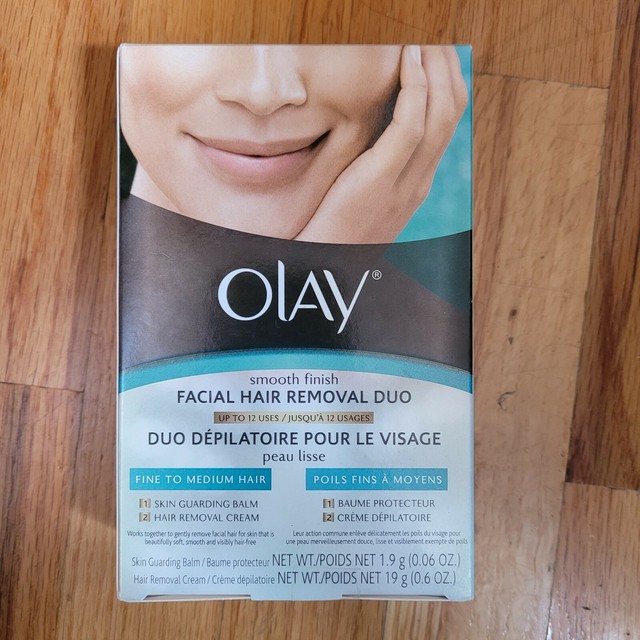 OLAY®
smooth finish
FACIAL HAIR REMOVAL DUO
UP TO 12 USES / JUSQU'À 12 USAGES
DUO DÉPILATOIRE POUR LE VISAGE
peau lisse
FINE TO MEDIUM HAIR
1 SKIN GUARDING BALM
2 HAIR REMOVAL CREAM
Works together to gently remove facial hair for skin that is
beautifully soft, smooth and visibly hair-free
POILS FINS À MOYENS
1 BAUME PROTECTEUR
2 CRÈME DÉPILATOIRE
Leur action commune enlève délicatement les poils du visage pour
une peau merveilleusement douce, lisse et visiblement exempte de poils
Skin Guarding Balm / Baume protecteur NET WT./POIDS NET 1.9 g (0.06 OZ.)
Hair Removal Cream / Crème dépilatoire NET WT./POIDS NET 19 g (0.6 OZ.)